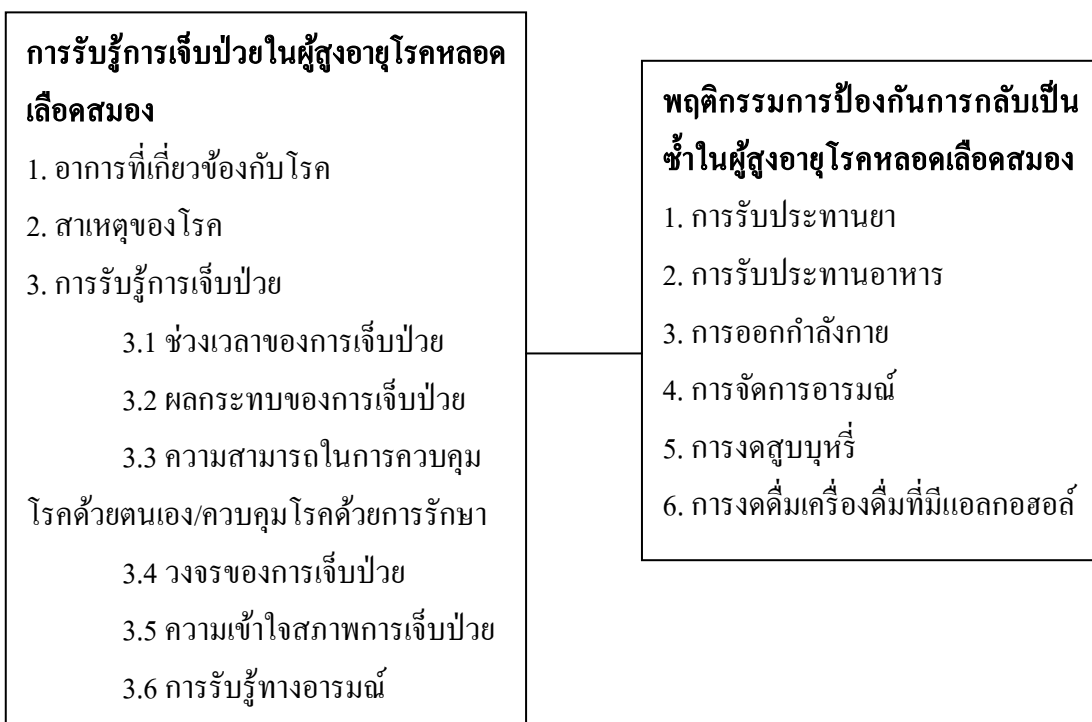 การรับรู้การเจ็บป่วยในผู้สูงอายุโรคหลอด
เลือดสมอง
1. อาการที่เกี่ยวข้องกับโรค
2. สาเหตุของโรค
3. การรับรู้การเจ็บป่วย
3.1 ช่วงเวลาของการเจ็บป่วย
3.2 ผลกระทบของการเจ็บป่วย
3.3 ความสามารถในการควบคุม
โรคด้วยตนเอง/ควบคุมโรคด้วยการรักษา
3.4 วงจรของการเจ็บป่วย
3.5 ความเข้าใจสภาพการเจ็บป่วย
3.6 การรับรู้ทางอารมณ์
พฤติกรรมการป้องกันการกลับเป็น
ซ้ำในผู้สูงอายุโรคหลอดเลือดสมอง
1. การรับประทานยา
2. การรับประทานอาหาร
3. การออกกำลังกาย
4. การจัดการอารมณ์
5. การงดสูบบุหรี่
6. การงดดื่มเครื่องดื่มที่มีแอลกอฮอล์